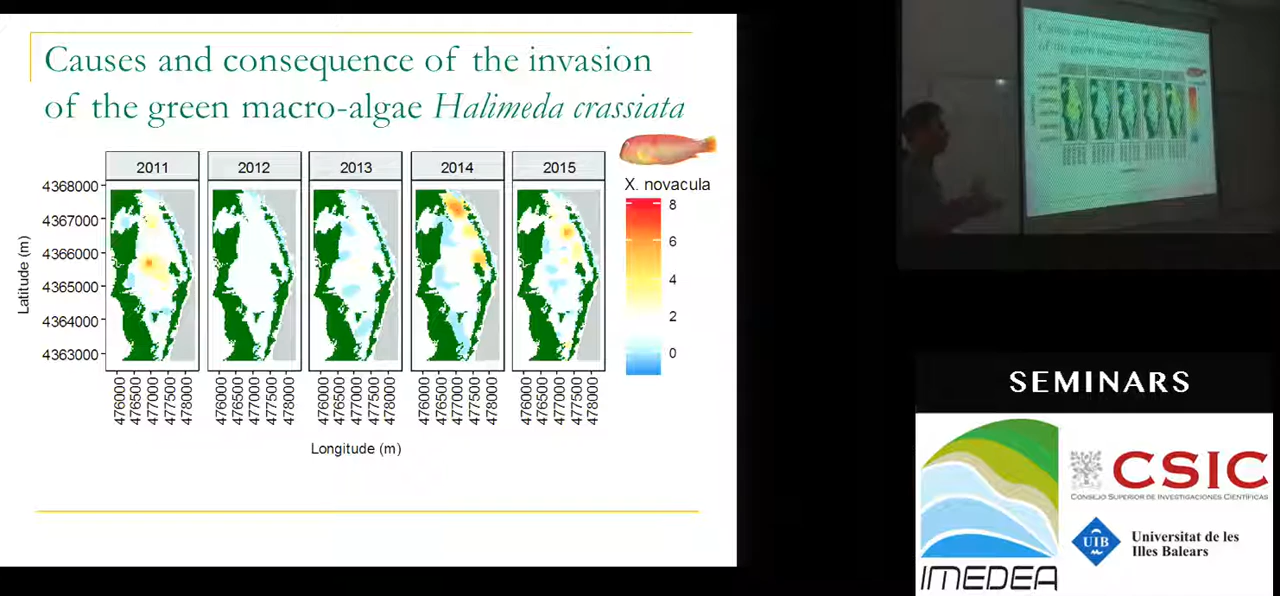 Causes and consequence of the invasion
of the green macro-algae Halimeda crassiata
2011 2012 2013 2014 2015
X. novacula
8
6
4
2
0
Latitude (m)
4368000
4367000
4366000
4365000
4364000
4363000
476000 476500 477000 477500 478000 476000 476500 477000 477500 478000 476000 476500 477000 477500 478000 476000 476500 477000 477500 478000 476000 476500 477000 477500 478000
Longitude (m)
SEMINARS
IMEDEA
CSIC
CONSEJO SUPERIOR DE INVESTIGACIONES CIENTÍFICAS
UIB
Universitat de les
Illes Balears